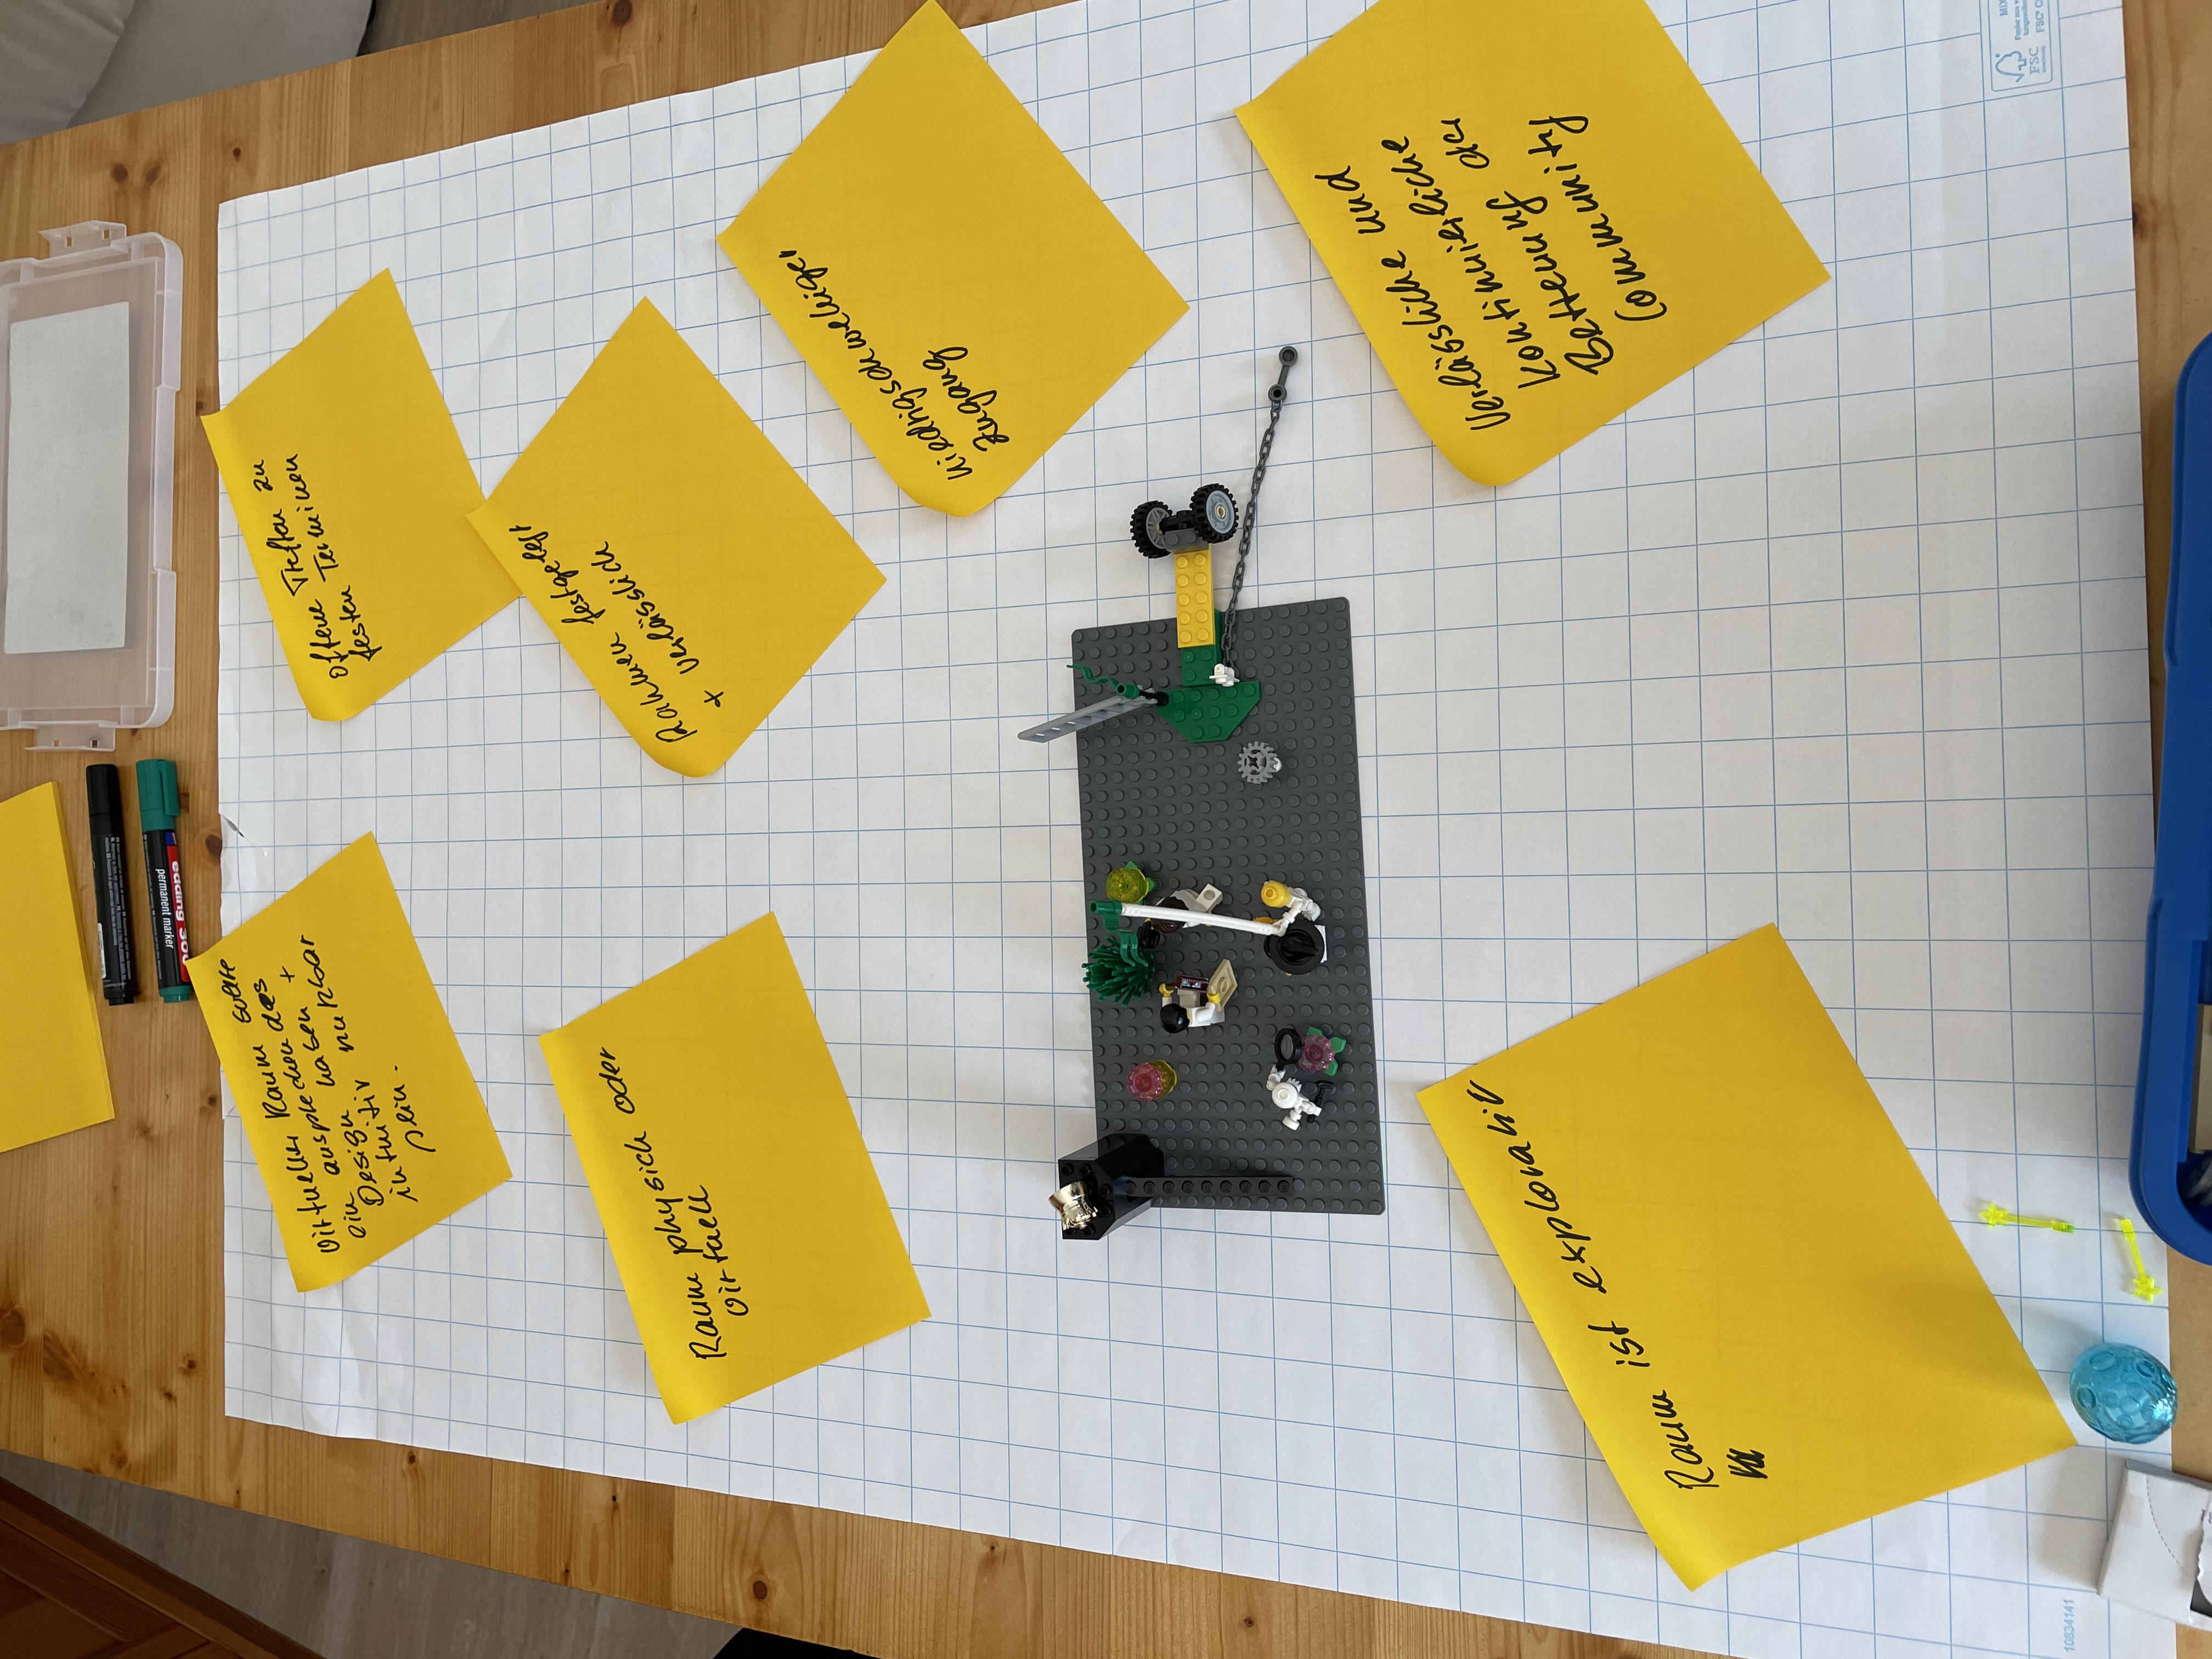 permanent marker
edding 300
Virtueller Raum sollte
ein ansprechendes
Design haben +
intuitiv nutzbar
sein.
offene Treffen zu
festen Terminen
Rahmen festgelegt
+ verlässlich
Raum physich oder
virtuell
niedrigschwelliger
Zugang
Verlässliche und
kontinuierliche
Betreuung der
Community
Raum ist explorativ
10834141
FSC
MIX